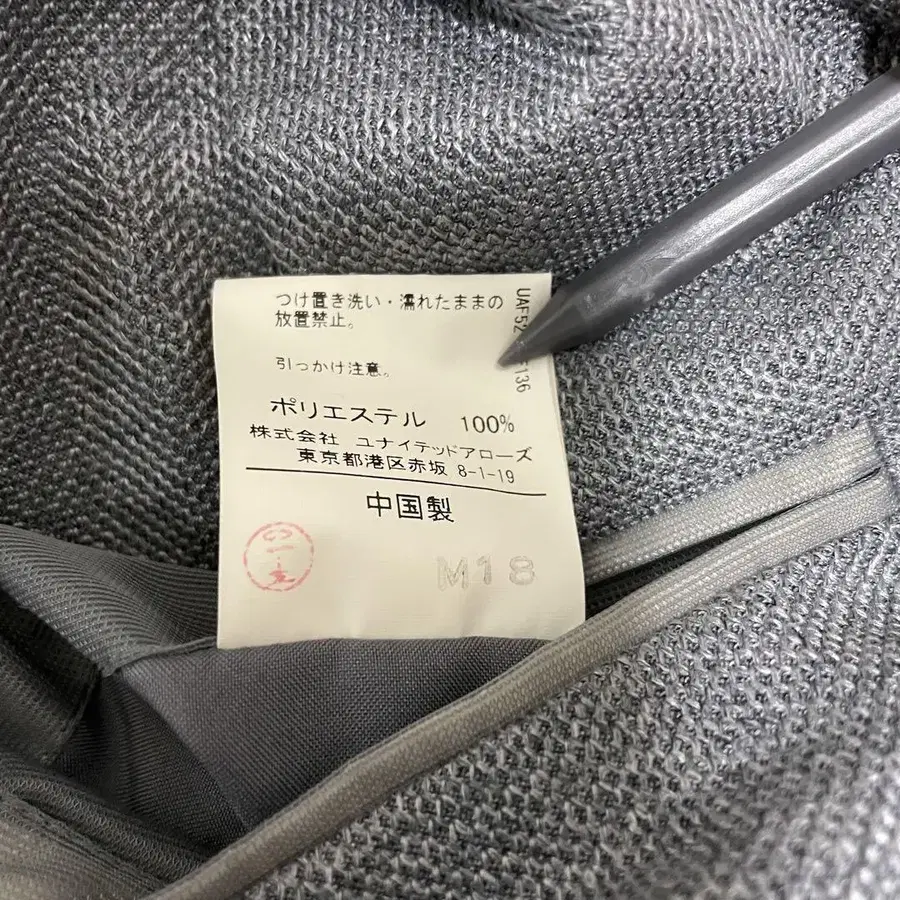 つけ置き洗い・濡れたままの
放置禁止。
引っかけ注意。
ポリエステル 100%
株式会社 ユナイテッドアローズ
東京都港区赤坂 8-1-19
中国製
M18
UAF52
136